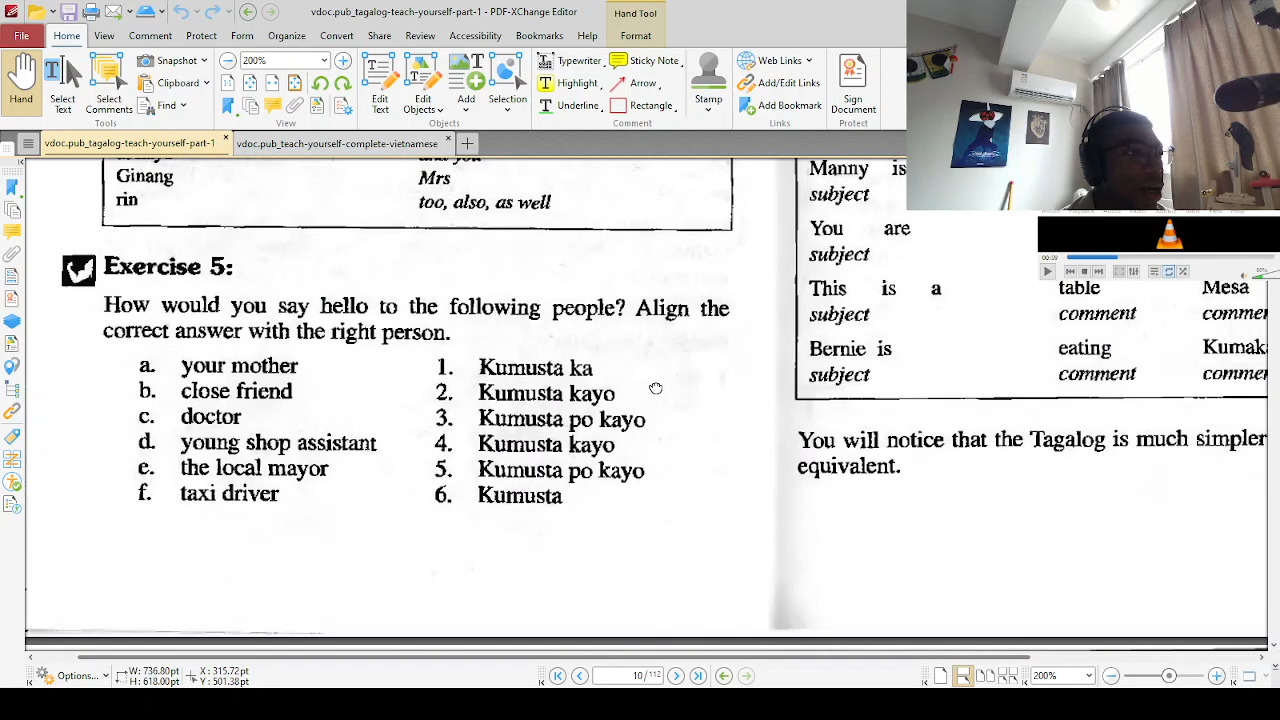 vdoc.pub_tagalog-teach-yourself-part-1 - PDF-XChange Editor
Hand Tool
File Home View Comment Protect Form Organize Convert Share Review Accessibility Bookmarks Help Format
Snapshot
200%
Typewriter
Sticky Note
Web Links
Clipboard
Highlight
Arrow
Add/Edit Links
Find
Underline
Rectangle
Add Bookmark
Hand
Select Text
Select Comments
Edit Text
Edit Objects
Add
Selection
Stamp
Sign Document
Tools
View
Objects
Comment
Links
Protect
vdoc.pub_tagalog-teach-yourself-part-1
vdoc.pub_teach-yourself-complete-vietnamese
and you
Ginang Mrs
rin too, also, as well
Exercise 5:
How would you say hello to the following people? Align the
correct answer with the right person.
a. your mother 1. Kumusta ka
b. close friend 2. Kumusta kayo
c. doctor 3. Kumusta po kayo
d. young shop assistant 4. Kumusta kayo
e. the local mayor 5. Kumusta po kayo
f. taxi driver 6. Kumusta
Manny is
subject
You are
subject
This is a table Mesa
subject comment
Bernie is eating
subject comment
You will notice that the Tagalog is much simpler
equivalent.
00:59
Options...
W: 736.80pt
H: 618.00pt
X: 315.72pt
Y: 501.38pt
10 / 112
200%